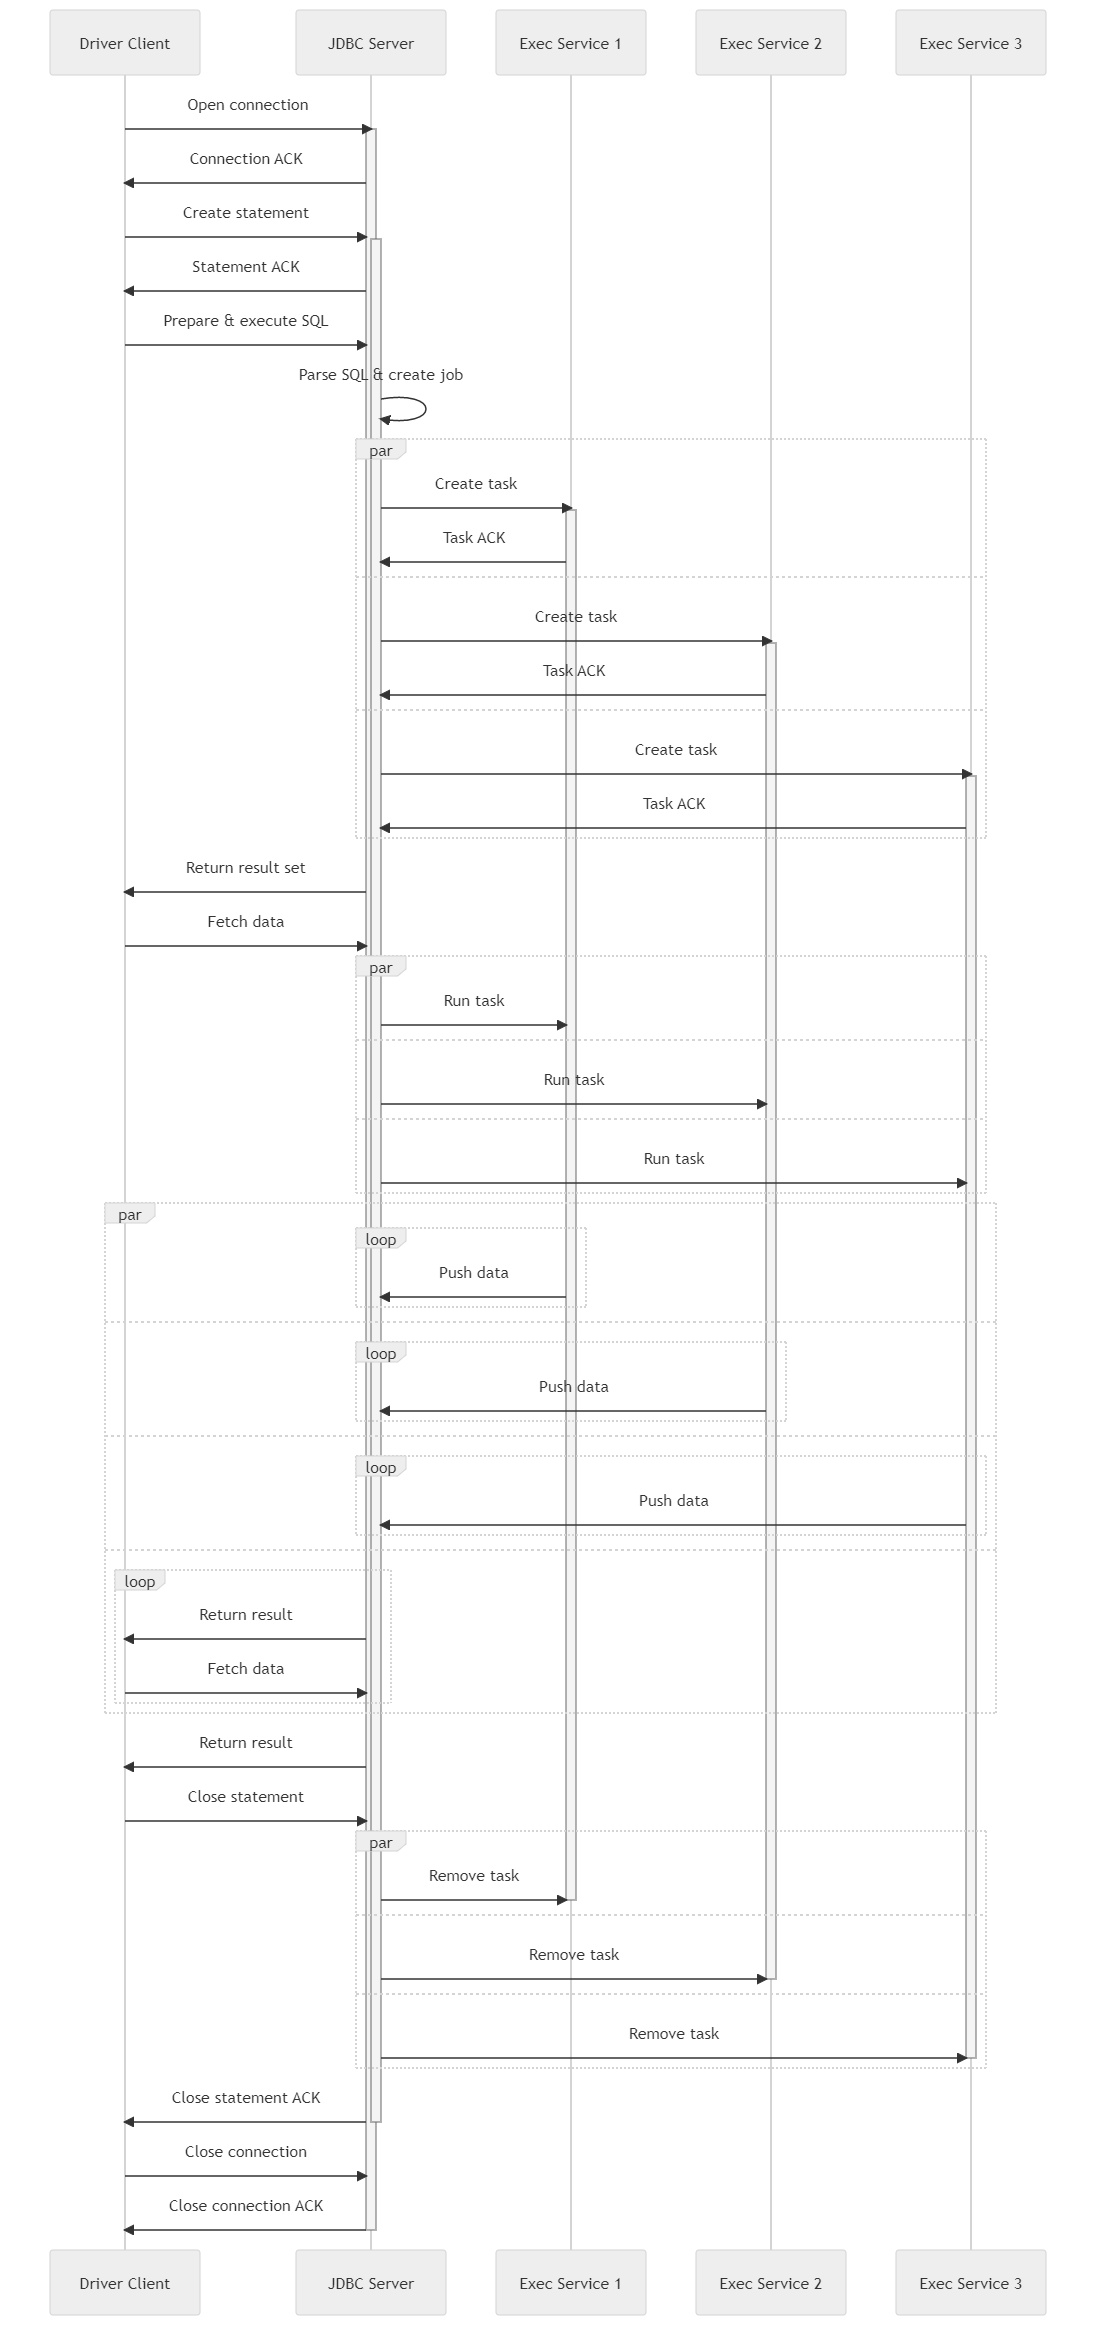 Driver Client
JDBC Server
Exec Service 1
Exec Service 2
Exec Service 3
Open connection
Connection ACK
Create statement
Statement ACK
Prepare & execute SQL
Parse SQL & create job
par
Create task
Task ACK
Create task
Task ACK
Create task
Task ACK
Return result set
Fetch data
par
Run task
Run task
Run task
par
loop
Push data
loop
Push data
loop
Push data
loop
Return result
Fetch data
Return result
Close statement
par
Remove task
Remove task
Remove task
Close statement ACK
Close connection
Close connection ACK
Driver Client
JDBC Server
Exec Service 1
Exec Service 2
Exec Service 3